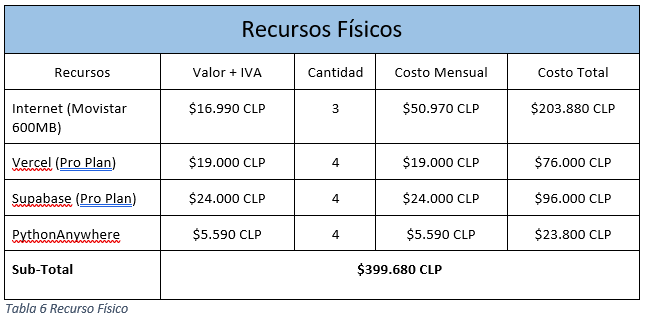 Recursos Físicos
Recursos Valor + IVA Cantidad Costo Mensual Costo Total
Internet (Movistar 600MB) $16.990 CLP 3 $50.970 CLP $203.880 CLP
Vercel (Pro Plan) $19.000 CLP 4 $19.000 CLP $76.000 CLP
Supabase (Pro Plan) $24.000 CLP 4 $24.000 CLP $96.000 CLP
PythonAnywhere $5.590 CLP 4 $5.590 CLP $23.800 CLP
Sub-Total $399.680 CLP
Tabla 6 Recurso Físico